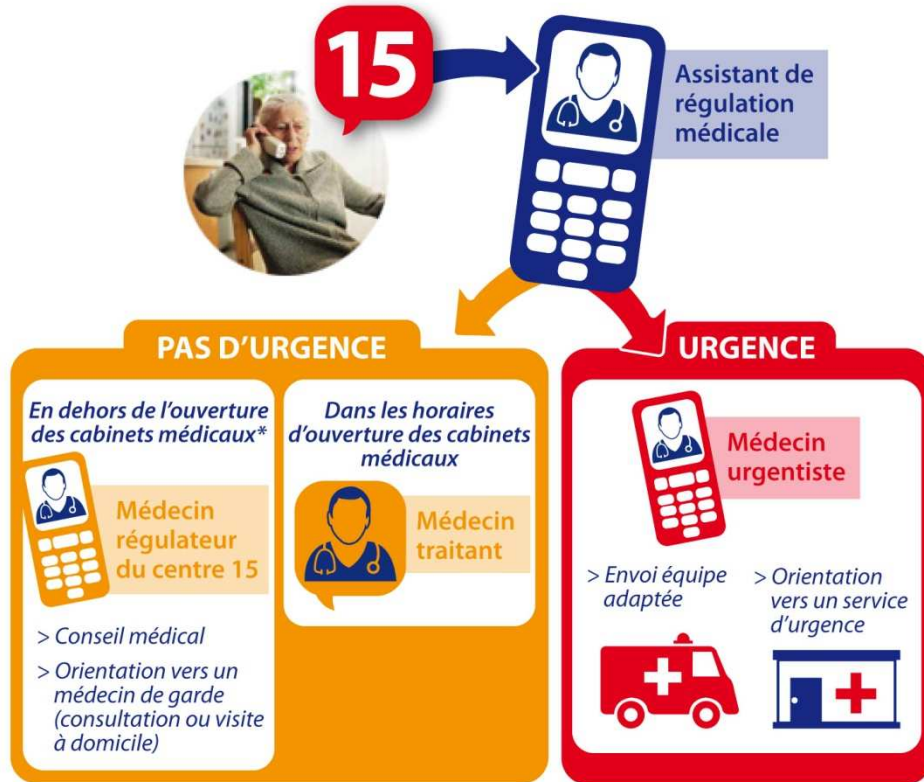 15
Assistant de
régulation
médicale
PAS D'URGENCE
En dehors de l'ouverture
des cabinets médicaux*
Médecin
régulateur
du centre 15
> Conseil médical
> Orientation vers un
médecin de garde
(consultation ou visite
à domicile)
Dans les horaires
d'ouverture des cabinets
médicaux
Médecin
traitant
URGENCE
Médecin
urgentiste
> Envoi équipe
adaptée
> Orientation
vers un service
d'urgence